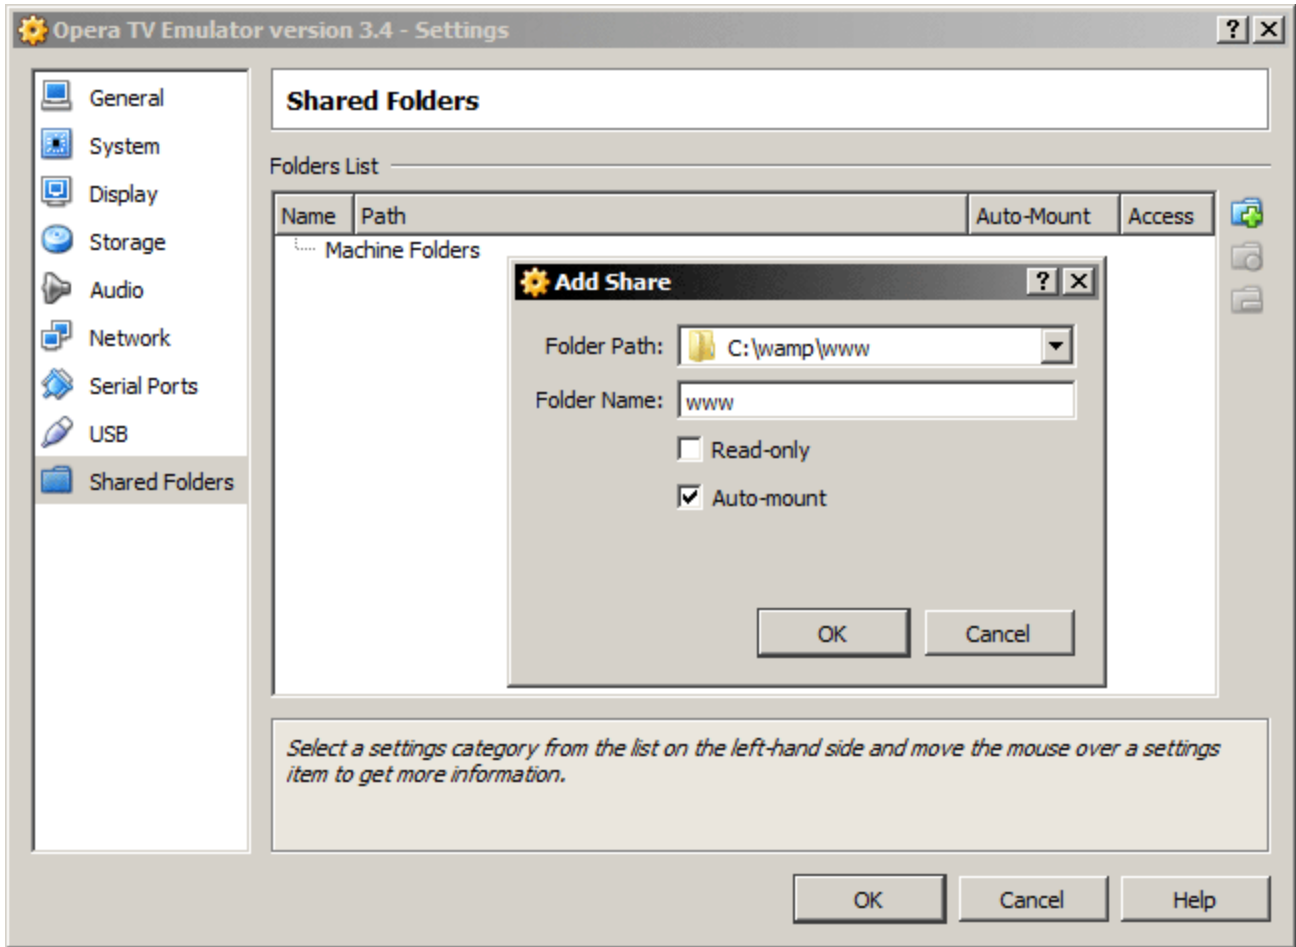 Opera TV Emulator version 3.4 - Settings
General
System
Display
Storage
Audio
Network
Serial Ports
USB
Shared Folders
Shared Folders
Folders List
Name Path Auto-Mount Access
Machine Folders
Add Share
Folder Path: C:\wamp\www
Folder Name: www
Read-only
Auto-mount
OK Cancel
Select a settings category from the list on the left-hand side and move the mouse over a settings
item to get more information.
OK Cancel Help